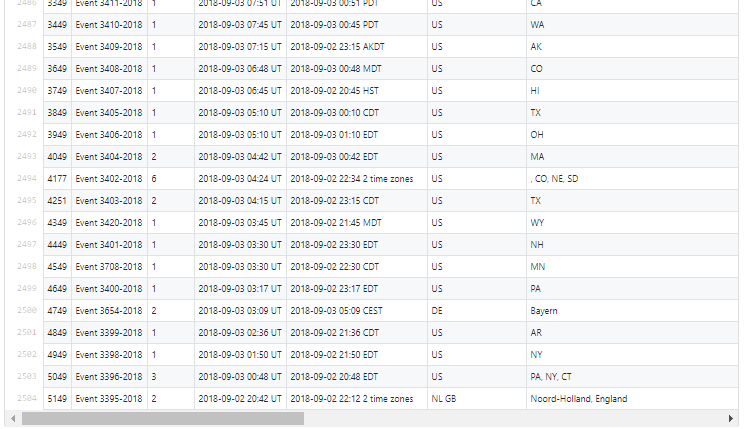 2486 3349 Event 3411-2018 1 2018-09-03 07:51 UT 2018-09-03 00:51 PDT US CA
2487 3449 Event 3410-2018 1 2018-09-03 07:45 UT 2018-09-03 00:45 PDT US WA
2488 3549 Event 3409-2018 1 2018-09-03 07:15 UT 2018-09-02 23:15 AKDT US AK
2489 3649 Event 3408-2018 1 2018-09-03 06:48 UT 2018-09-03 00:48 MDT US CO
2490 3749 Event 3407-2018 1 2018-09-03 06:45 UT 2018-09-02 20:45 HST US HI
2491 3849 Event 3405-2018 1 2018-09-03 05:10 UT 2018-09-03 00:10 CDT US TX
2492 3949 Event 3406-2018 1 2018-09-03 05:10 UT 2018-09-03 01:10 EDT US OH
2493 4049 Event 3404-2018 2 2018-09-03 04:42 UT 2018-09-03 00:42 EDT US MA
2494 4177 Event 3402-2018 6 2018-09-03 04:24 UT 2018-09-02 22:34 2 time zones US , CO, NE, SD
2495 4251 Event 3403-2018 2 2018-09-03 04:15 UT 2018-09-02 23:15 CDT US TX
2496 4349 Event 3420-2018 1 2018-09-03 03:45 UT 2018-09-02 21:45 MDT US WY
2497 4449 Event 3401-2018 1 2018-09-03 03:30 UT 2018-09-02 23:30 EDT US NH
2498 4549 Event 3708-2018 1 2018-09-03 03:30 UT 2018-09-02 22:30 CDT US MN
2499 4649 Event 3400-2018 1 2018-09-03 03:17 UT 2018-09-02 23:17 EDT US PA
2500 4749 Event 3654-2018 2 2018-09-03 03:09 UT 2018-09-03 05:09 CEST DE Bayern
2501 4849 Event 3399-2018 1 2018-09-03 02:36 UT 2018-09-02 21:36 CDT US AR
2502 4949 Event 3398-2018 1 2018-09-03 01:50 UT 2018-09-02 21:50 EDT US NY
2503 5049 Event 3396-2018 3 2018-09-03 00:48 UT 2018-09-02 20:48 EDT US PA, NY, CT
2504 5149 Event 3395-2018 2 2018-09-02 20:42 UT 2018-09-02 22:12 2 time zones NL GB Noord-Holland, England